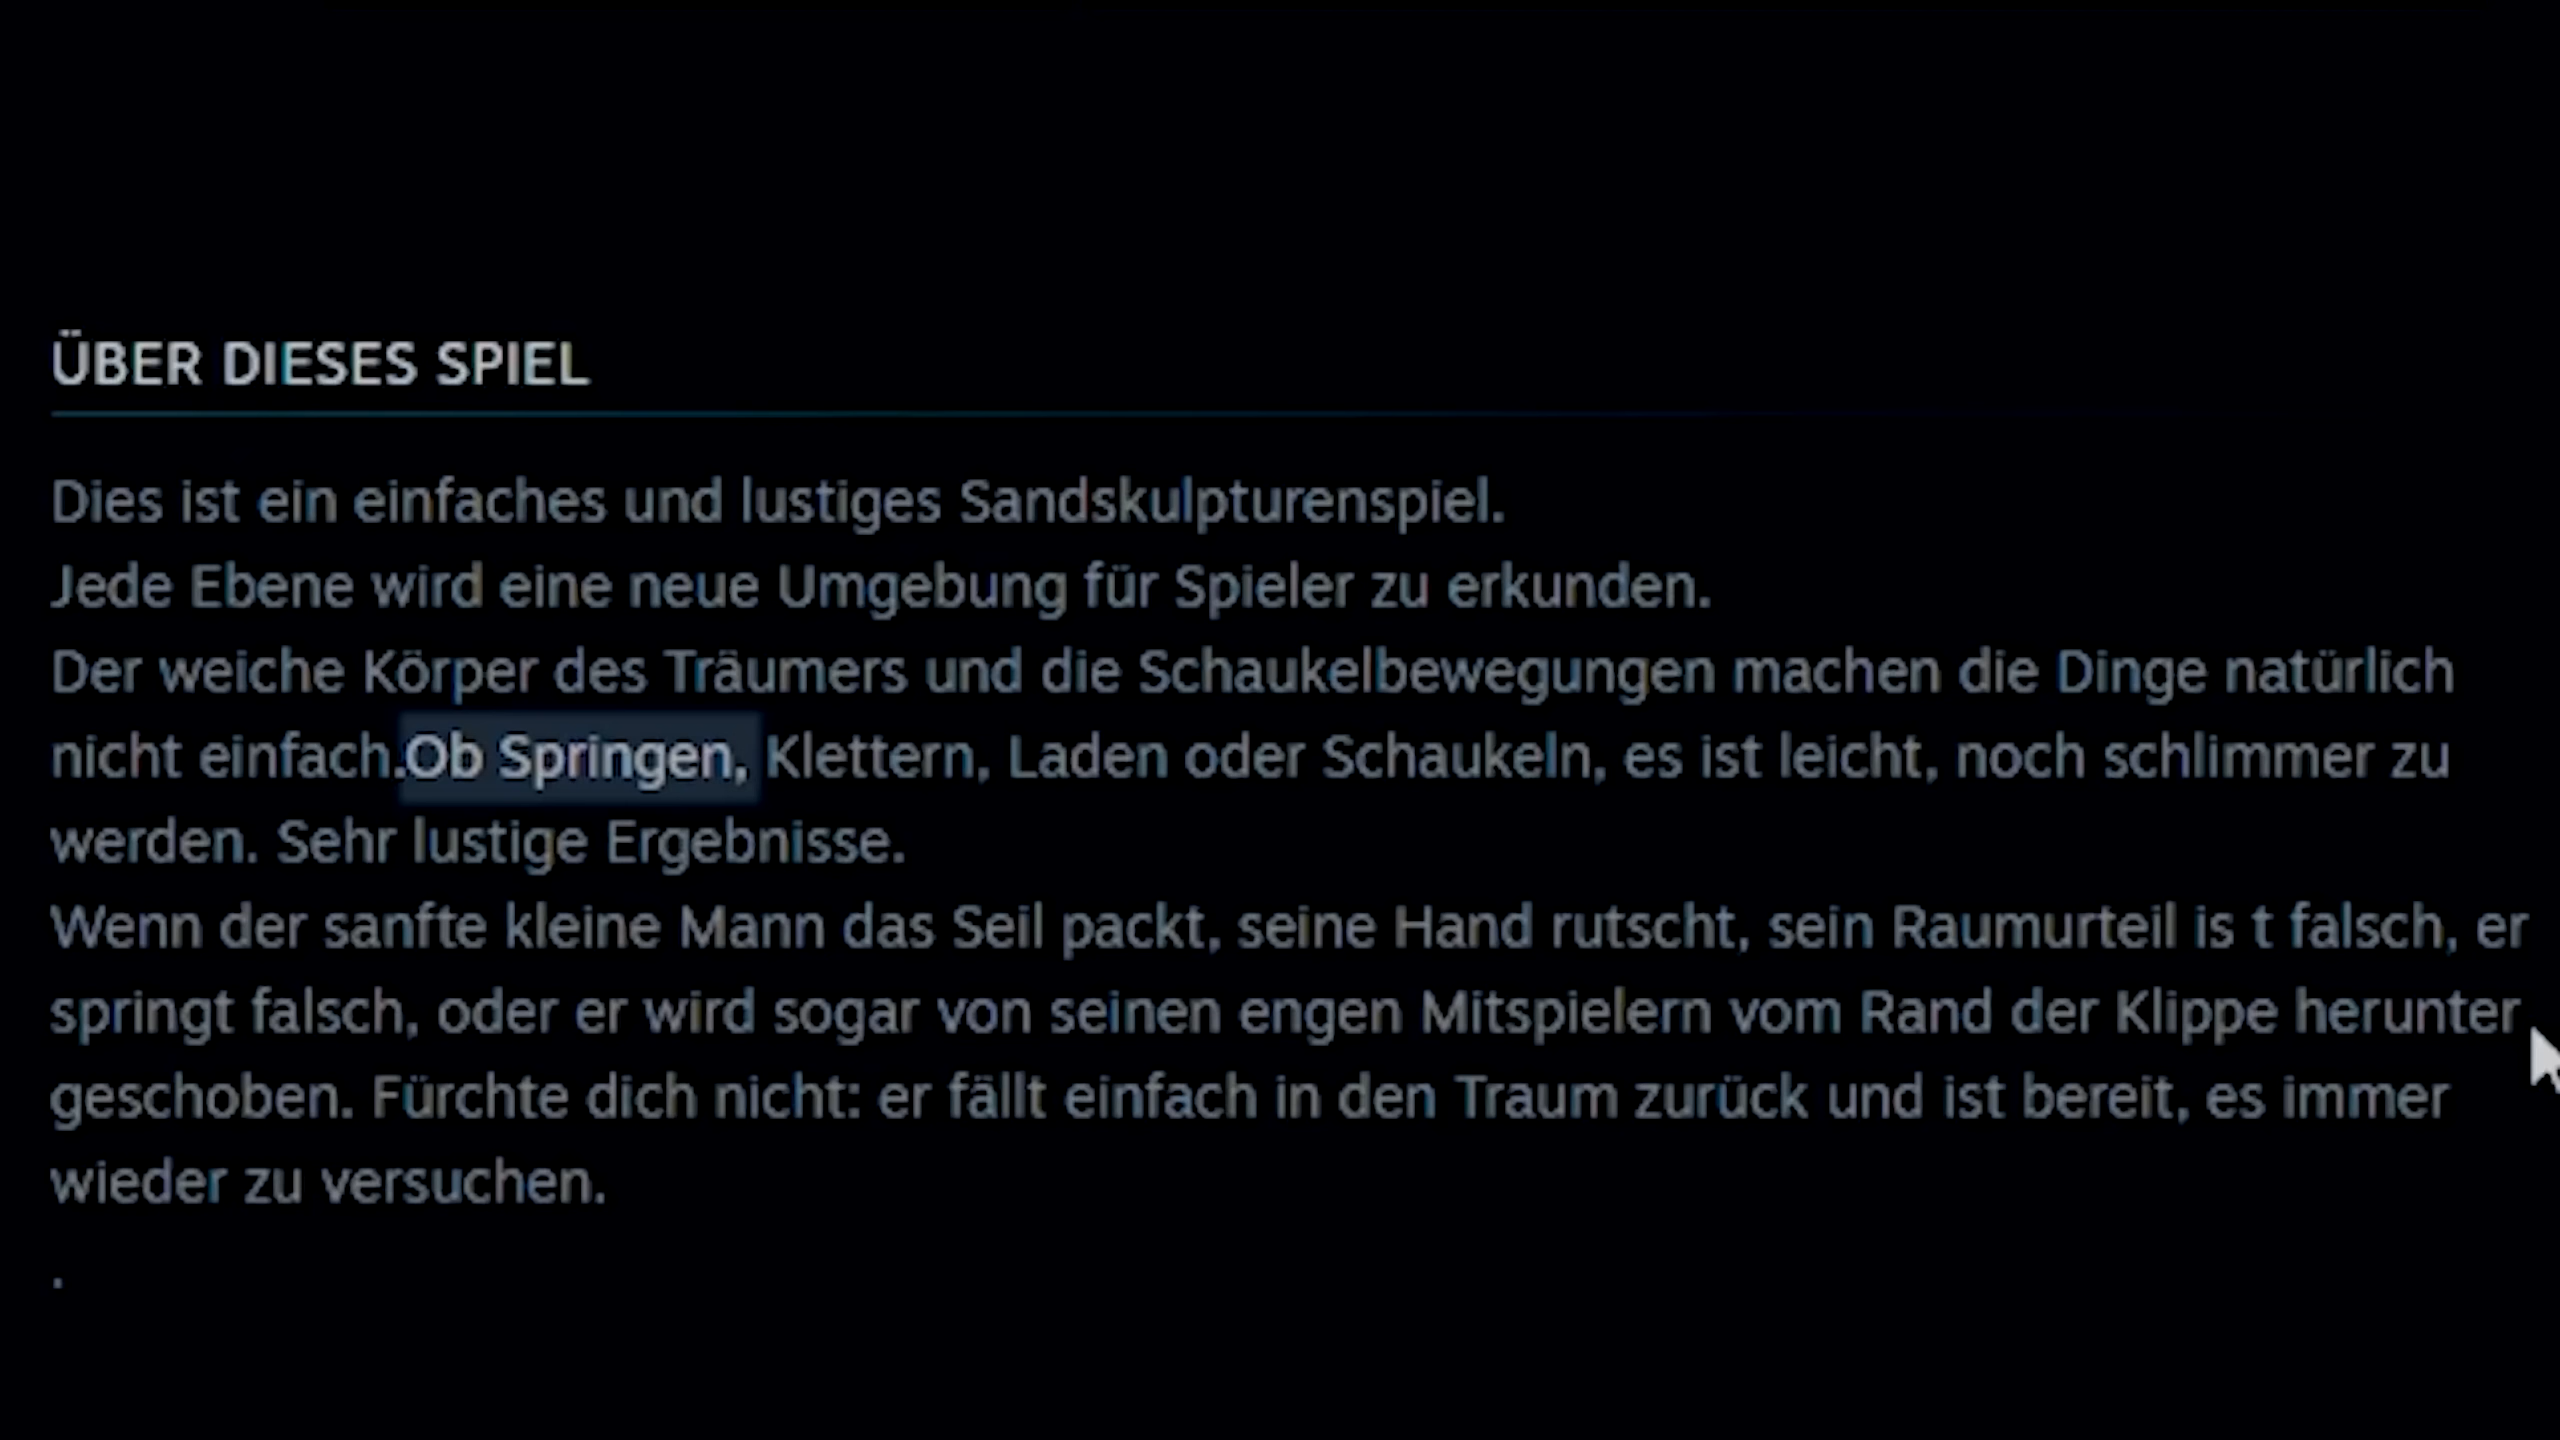 ÜBER DIESES SPIEL
Dies ist ein einfaches und lustiges Sandskulpturenspiel.
Jede Ebene wird eine neue Umgebung für Spieler zu erkunden.
Der weiche Körper des Träumers und die Schaukelbewegungen machen die Dinge natürlich
nicht einfach.Ob Springen, Klettern, Laden oder Schaukeln, es ist leicht, noch schlimmer zu
werden. Sehr lustige Ergebnisse.
Wenn der sanfte kleine Mann das Seil packt, seine Hand rutscht, sein Raumurteil is t falsch, er
springt falsch, oder er wird sogar von seinen engen Mitspielern vom Rand der Klippe herunter
geschoben. Fürchte dich nicht: er fällt einfach in den Traum zurück und ist bereit, es immer
wieder zu versuchen.
.